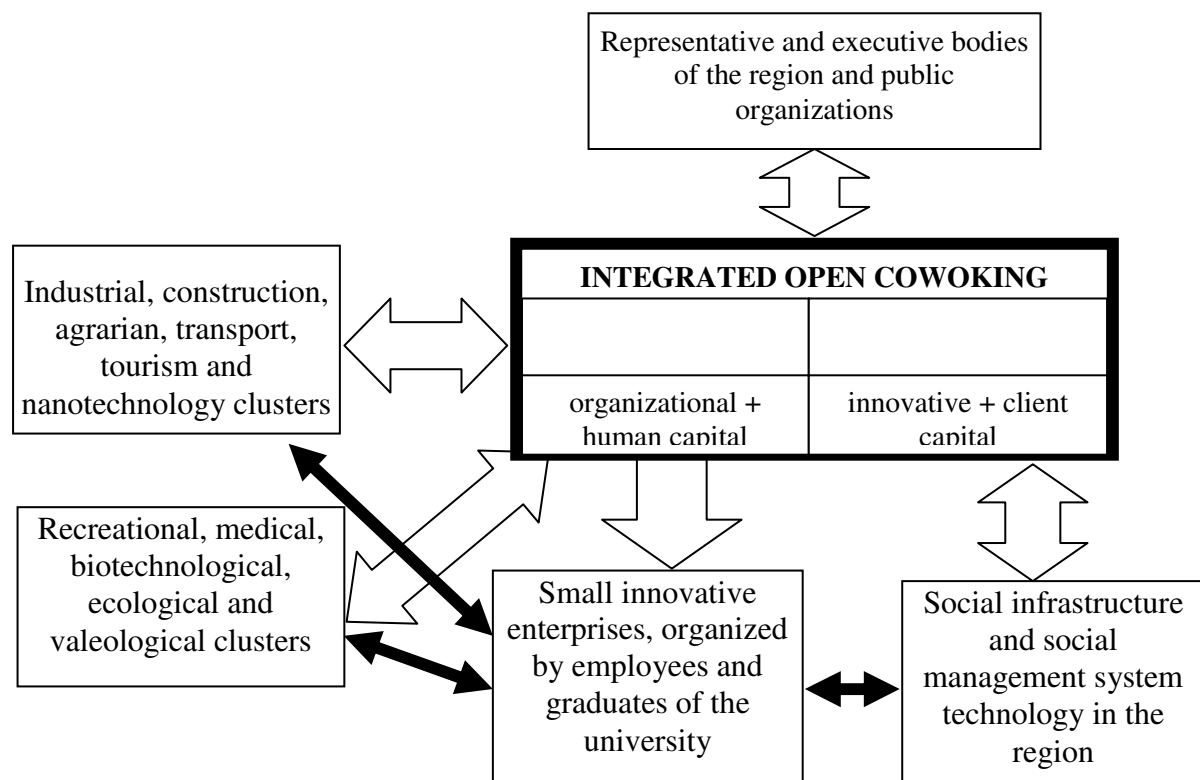 Representative and executive bodies
of the region and public
organizations
INTEGRATED OPEN COWOKING
organizational +
human capital
innovative + client
capital
Industrial, construction,
agrarian, transport,
tourism and
nanotechnology clusters
Recreational, medical,
biotechnological,
ecological and
valeological clusters
Small innovative
enterprises, organized
by employees and
graduates of the
university
Social infrastructure
and social
management system
technology in the
region